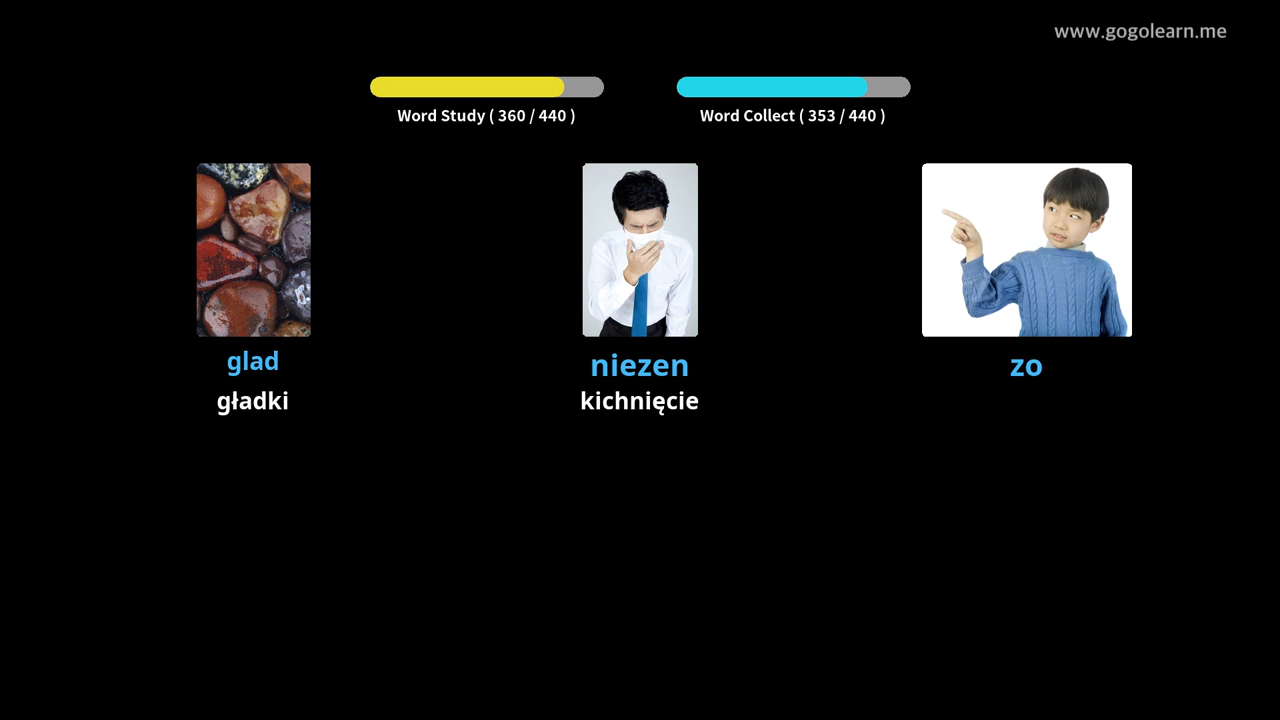 www.gogolearn.me
Word Study ( 360 / 440 )
Word Collect ( 353 / 440 )
glad
niezen
zo
gładki
kichnięcie